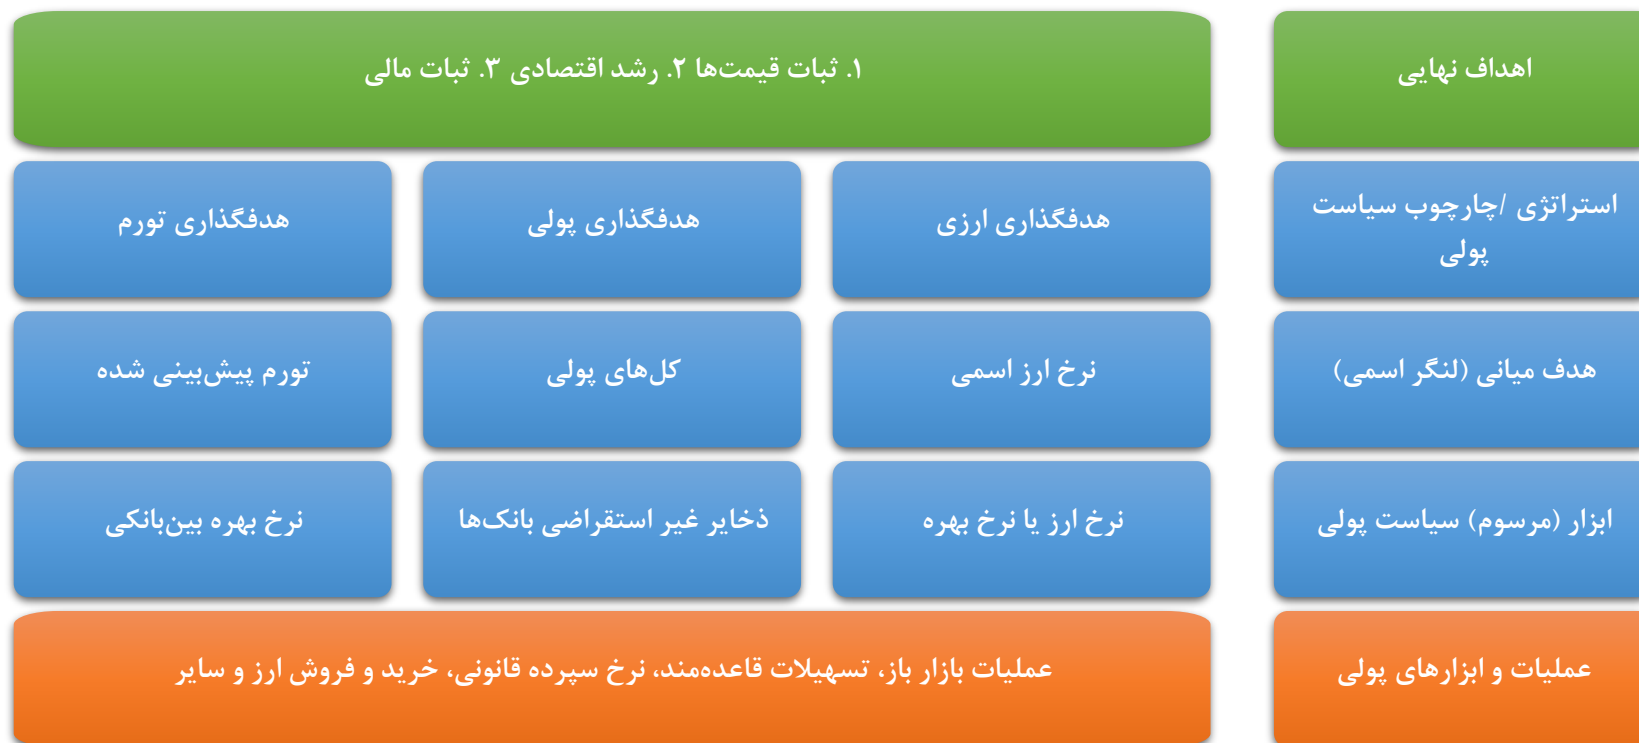 اهداف نهایی
۱. ثبات قیمت‌ها ۲. رشد اقتصادی ۳. ثبات مالی
استراتژی /چارچوب سیاست
پولی
هدفگذاری ارزی
هدفگذاری پولی
هدفگذاری تورم
هدف میانی (لنگر اسمی)
نرخ ارز اسمی
کل‌های پولی
تورم پیش‌بینی شده
ابزار (مرسوم) سیاست پولی
نرخ ارز یا نرخ بهره
ذخایر غیر استقراضی بانک‌ها
نرخ بهره بین‌بانکی
عملیات و ابزارهای پولی
عملیات بازار باز، تسهیلات قاعده‌مند، نرخ سپرده قانونی، خرید و فروش ارز و سایر